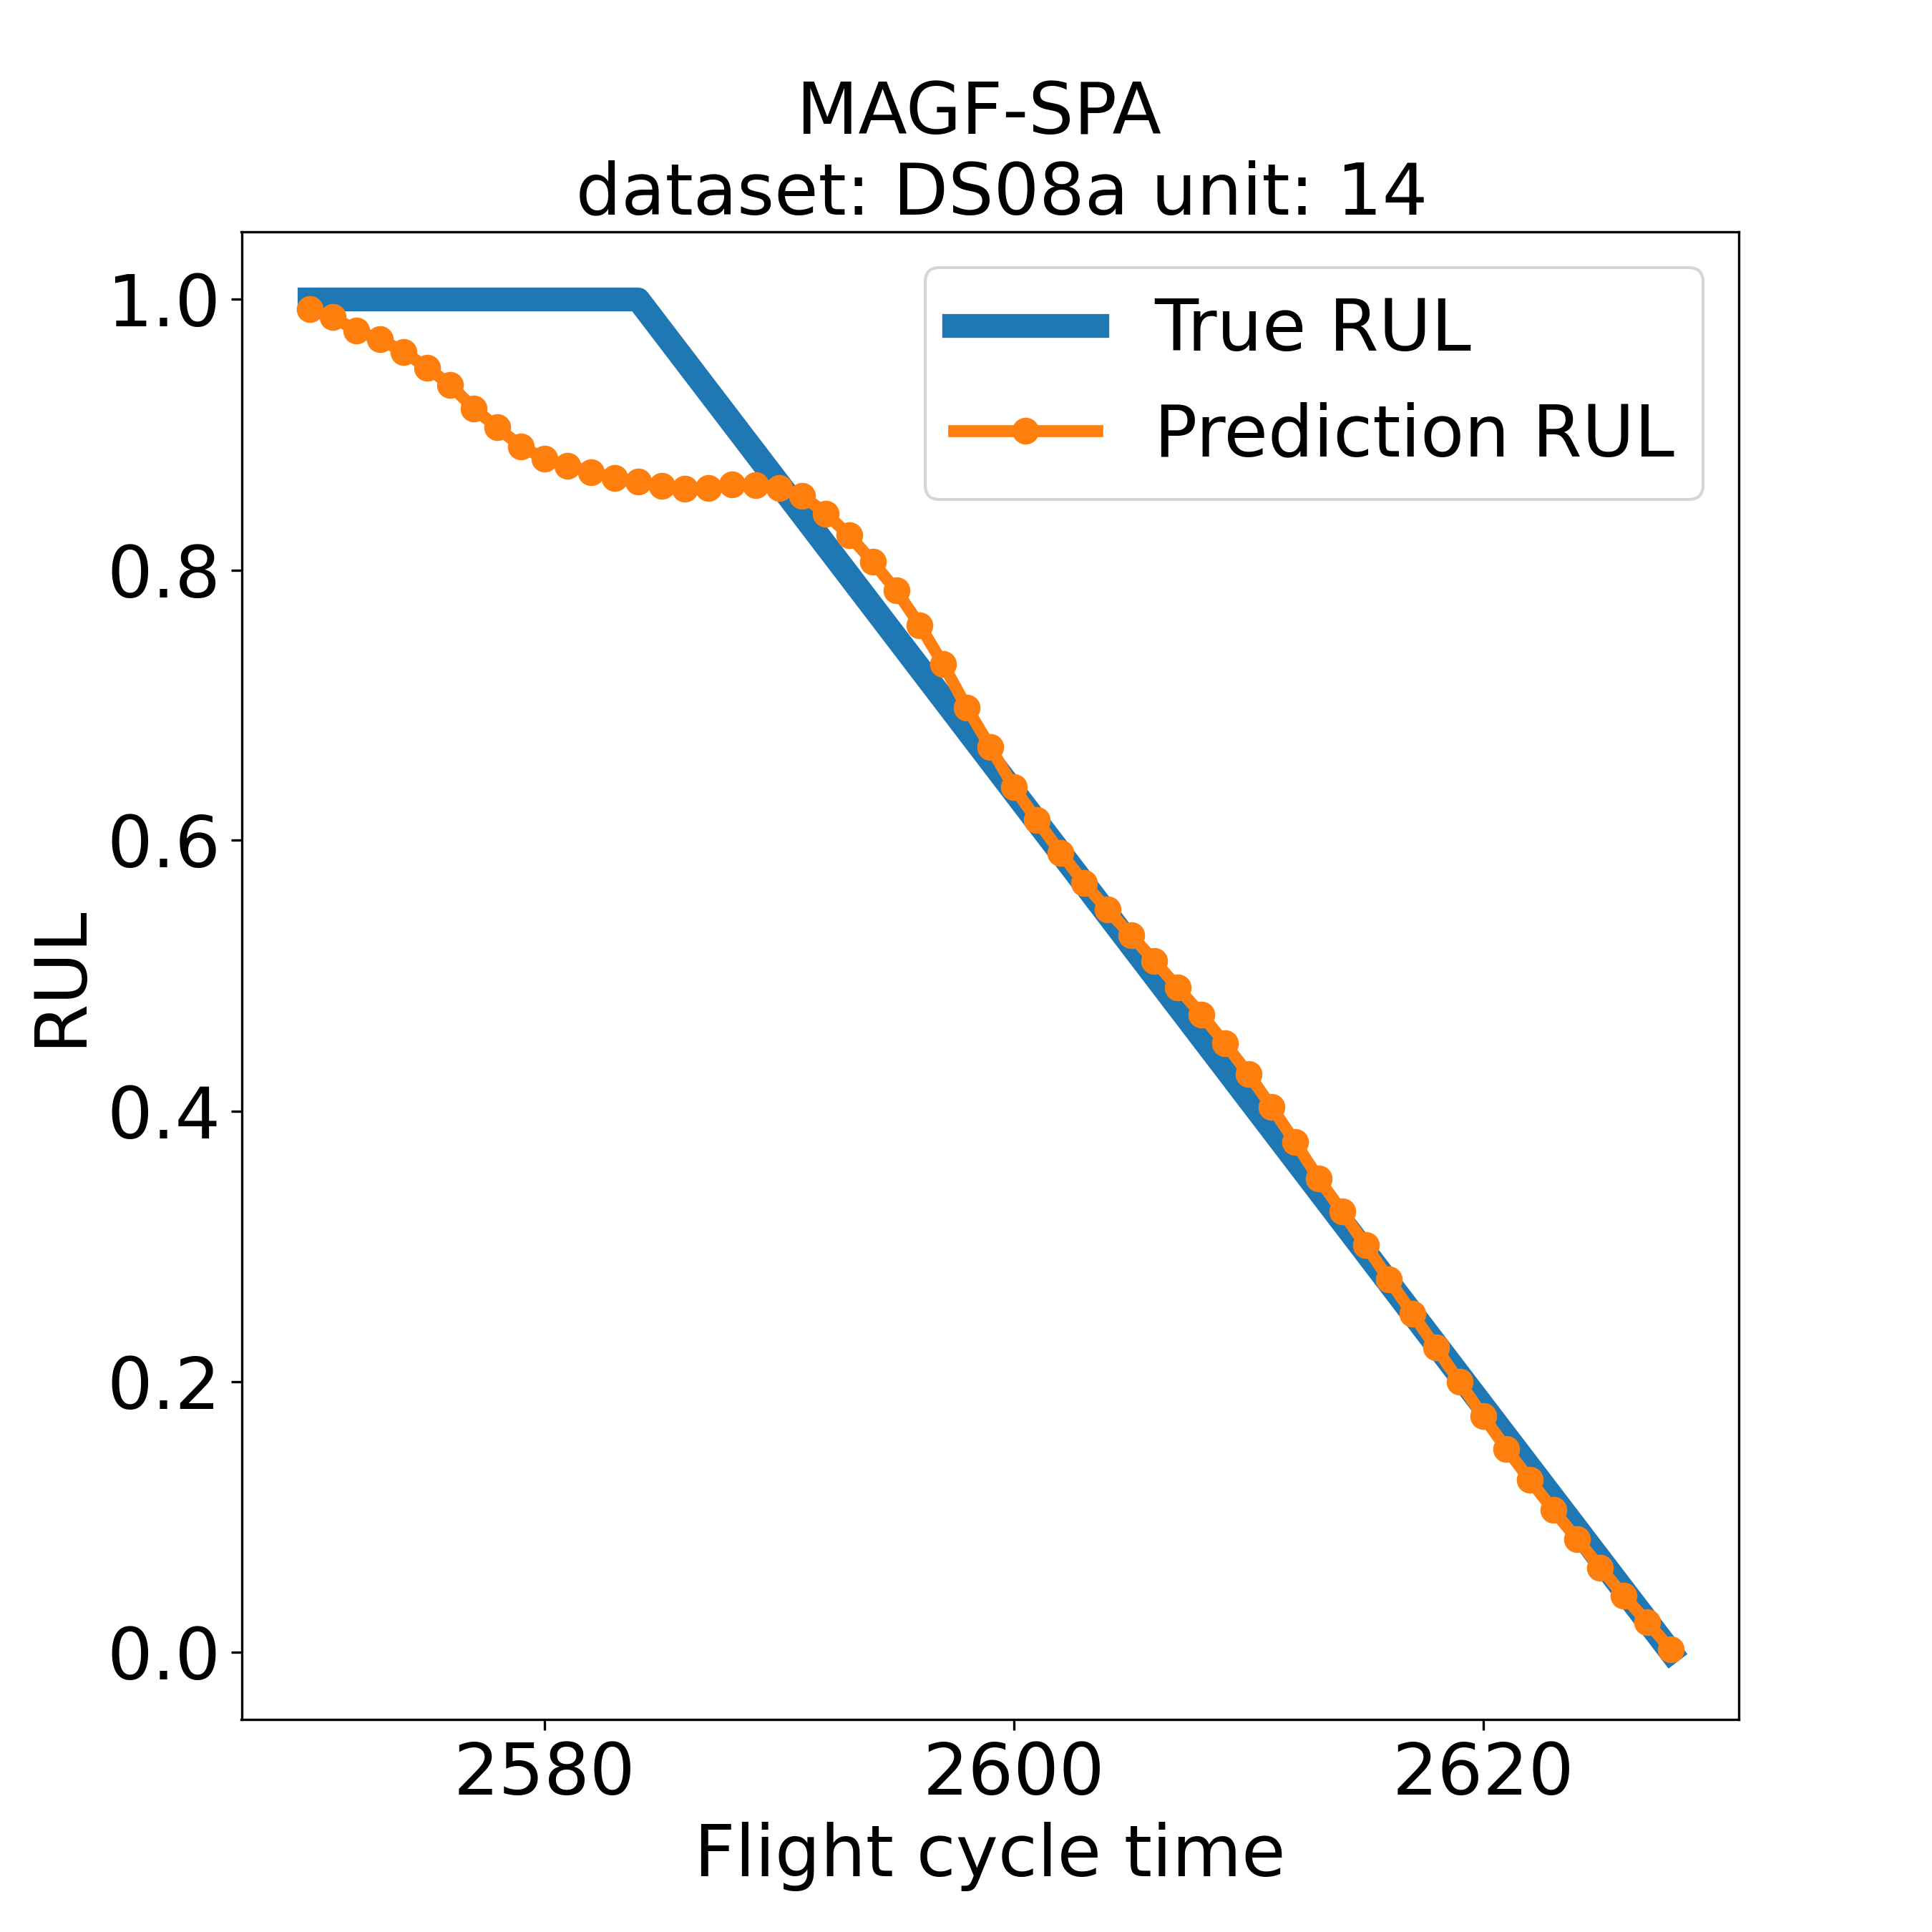 MAGF-SPA
dataset: DS08a unit: 14
True RUL
Prediction RUL
1.0
0.8
0.6
0.4
0.2
0.0
RUL
2580 2600 2620
Flight cycle time